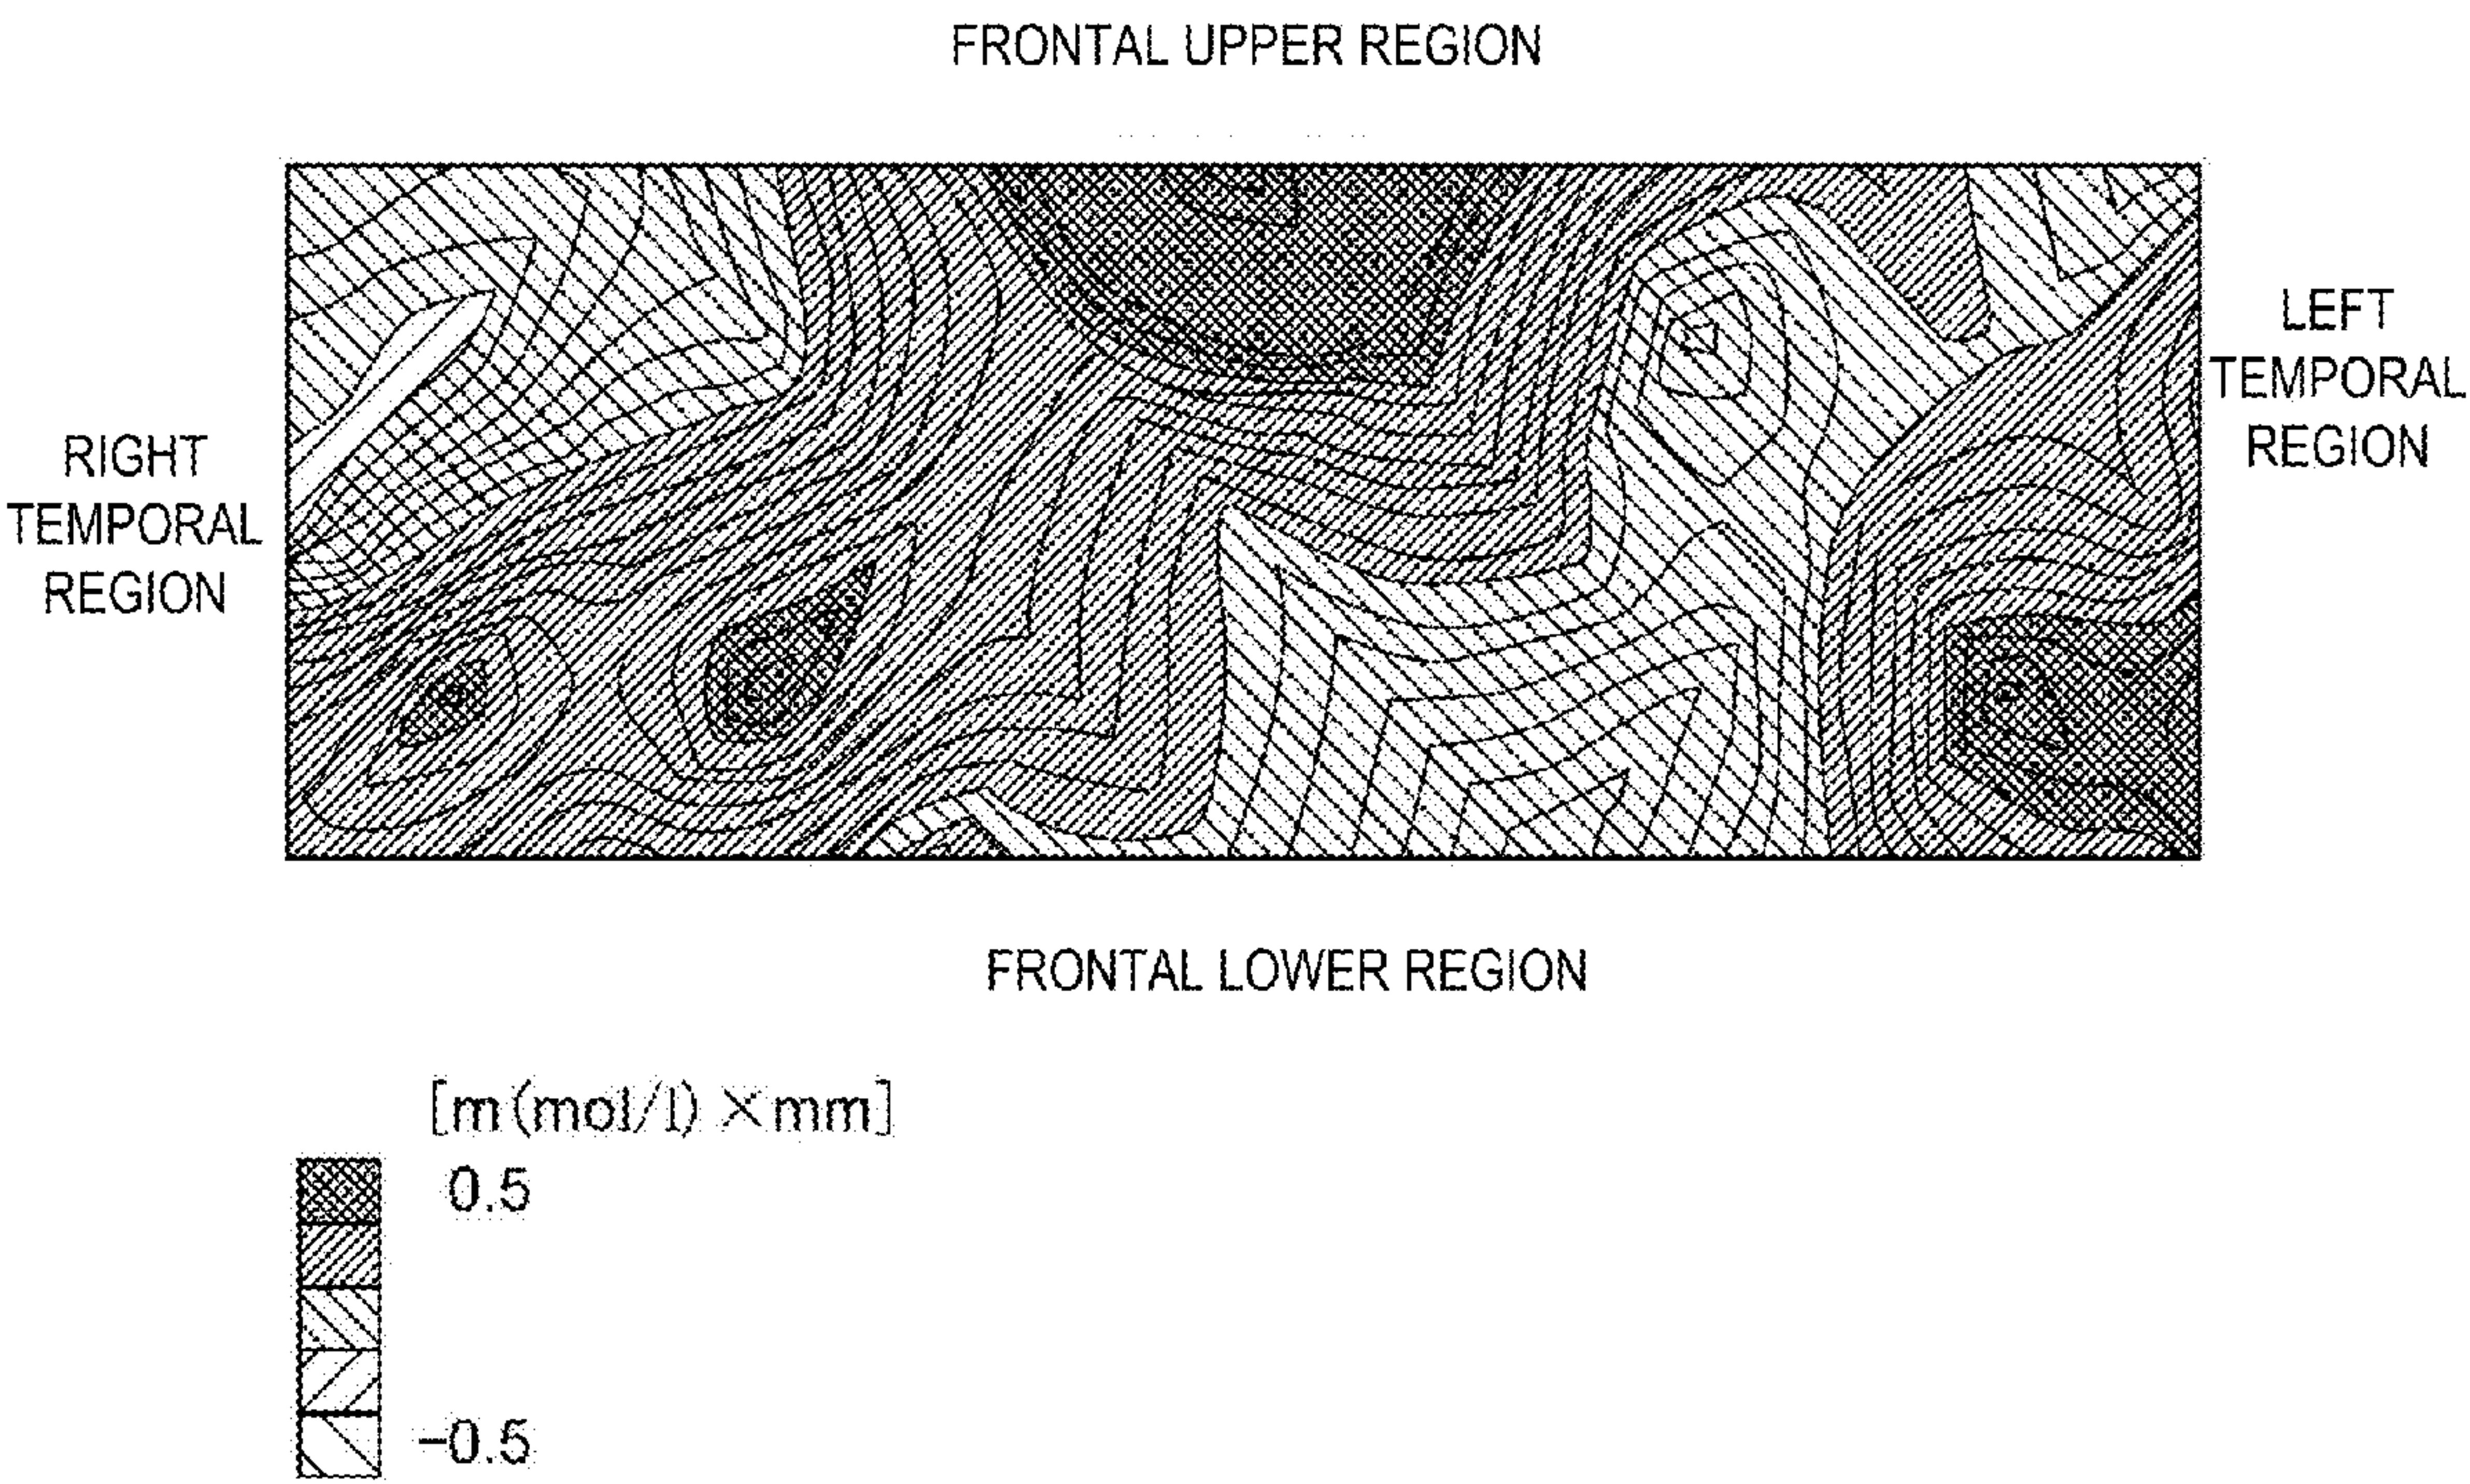 FRONTAL UPPER REGION
RIGHT
TEMPORAL
REGION
LEFT
TEMPORAL
REGION
FRONTAL LOWER REGION
[m(mol/l)×mm]
0.5
-0.5